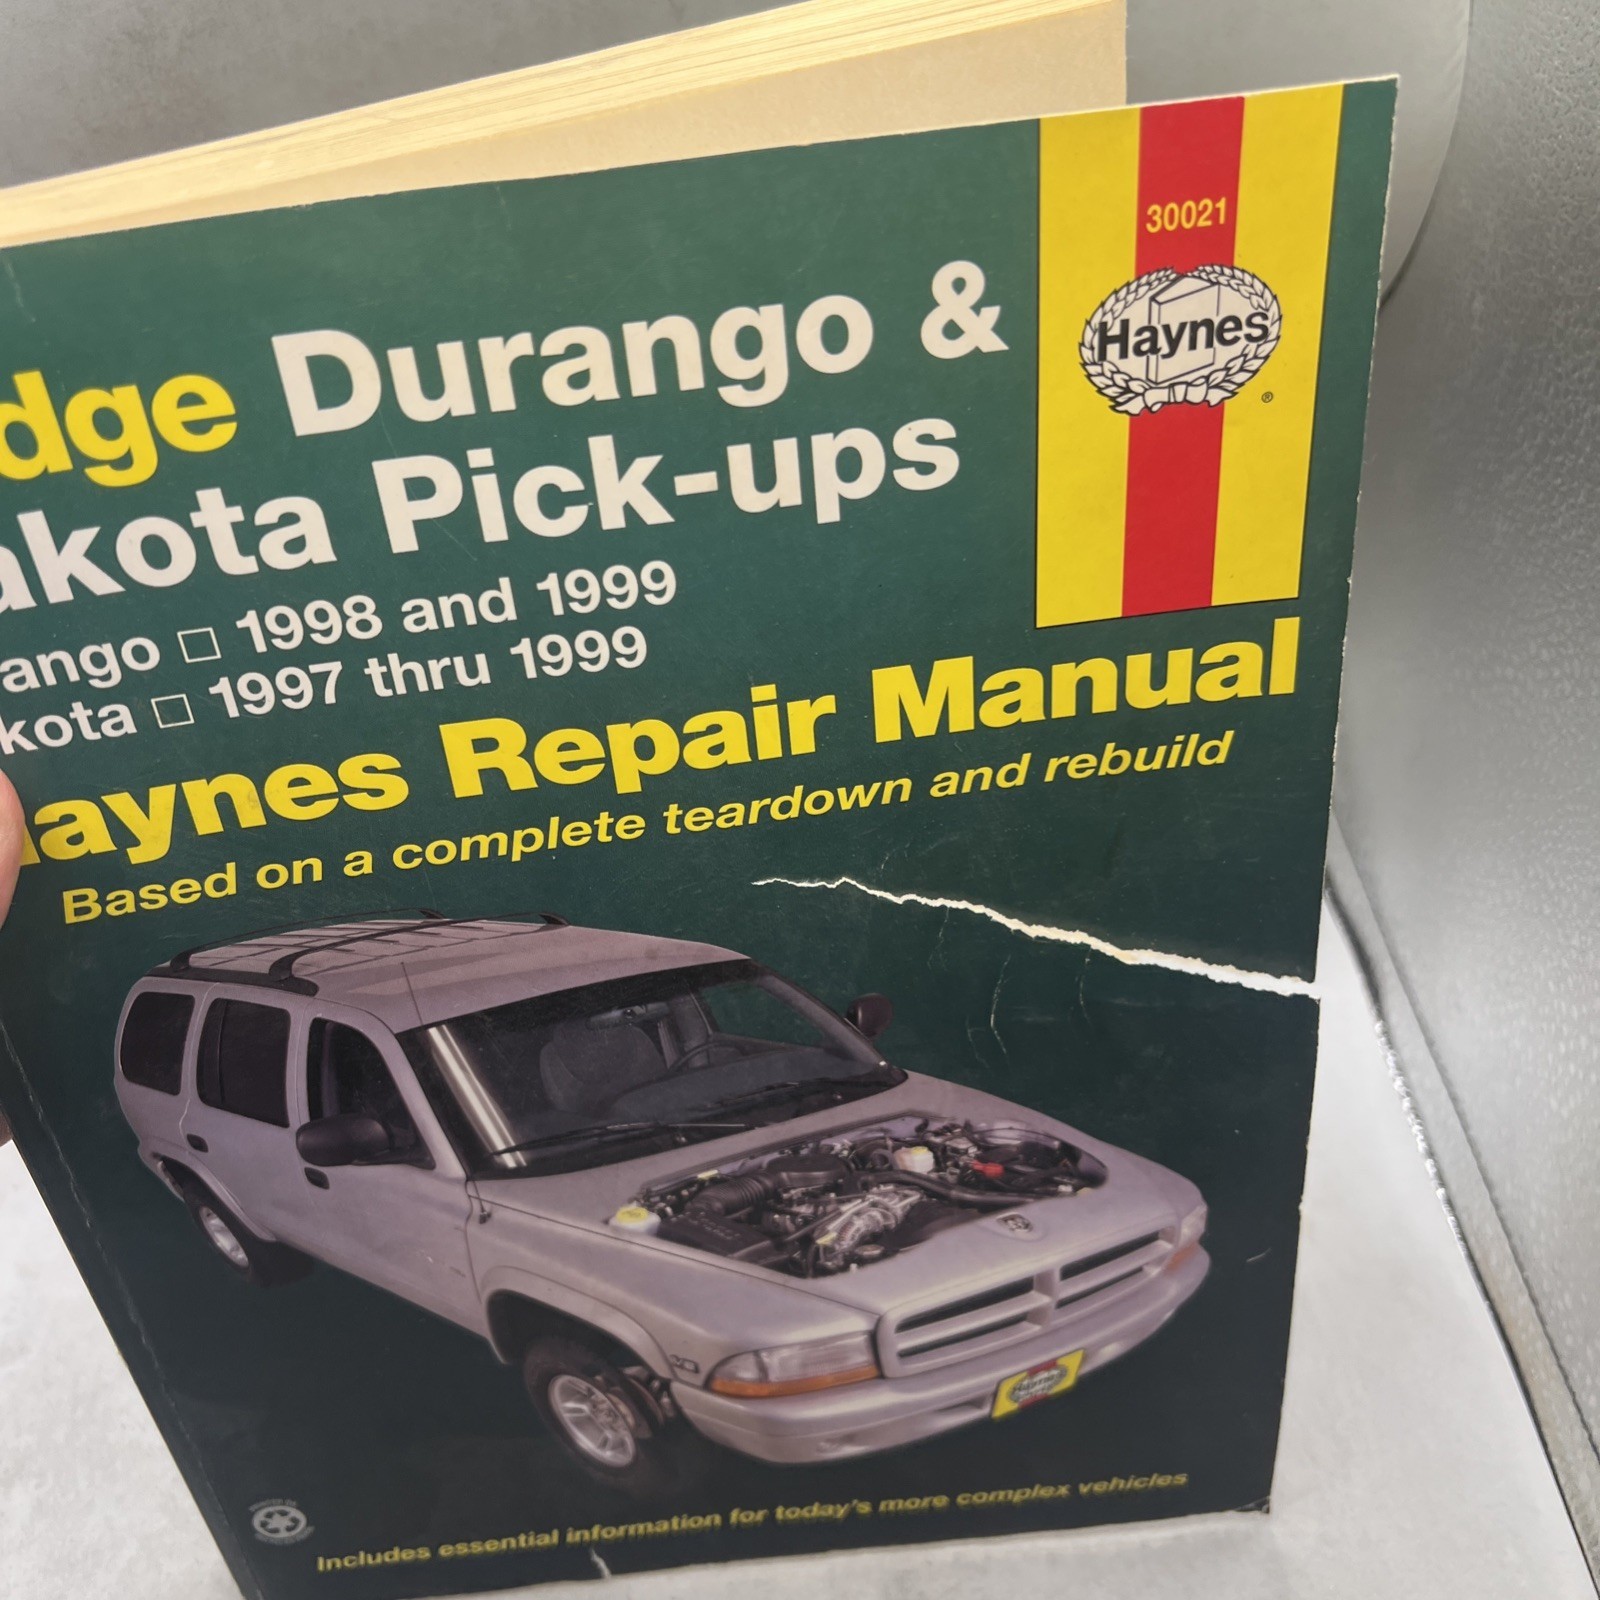 30021
Haynes
®
dge Durango &
akota Pick-ups
ango □ 1998 and 1999
kota □ 1997 thru 1999
aynes Repair Manual
Based on a complete teardown and rebuild
Haynes
Includes essential information for today's more complex vehicles